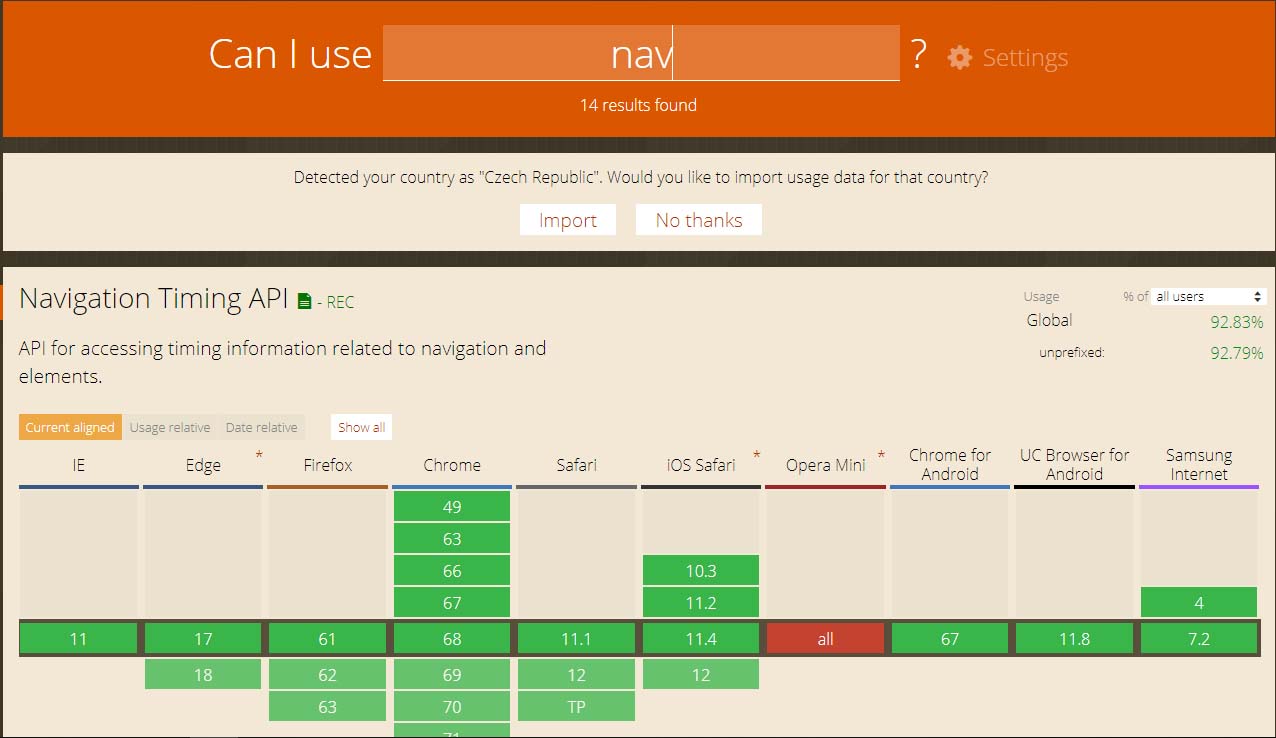 Can I use nav ? Settings
14 results found
Detected your country as "Czech Republic". Would you like to import usage data for that country?
Import No thanks
Navigation Timing API - REC
Usage % of all users
Global 92.83%
unprefixed: 92.79%
API for accessing timing information related to navigation and
elements.
Current aligned Usage relative Date relative Show all
IE Edge * Firefox Chrome Safari iOS Safari * Opera Mini * Chrome for Android UC Browser for Android Samsung Internet
49
63
66 10.3
67 11.2 4
11 17 61 68 11.1 11.4 all 67 11.8 7.2
18 62 69 12 12
63 70 TP
71